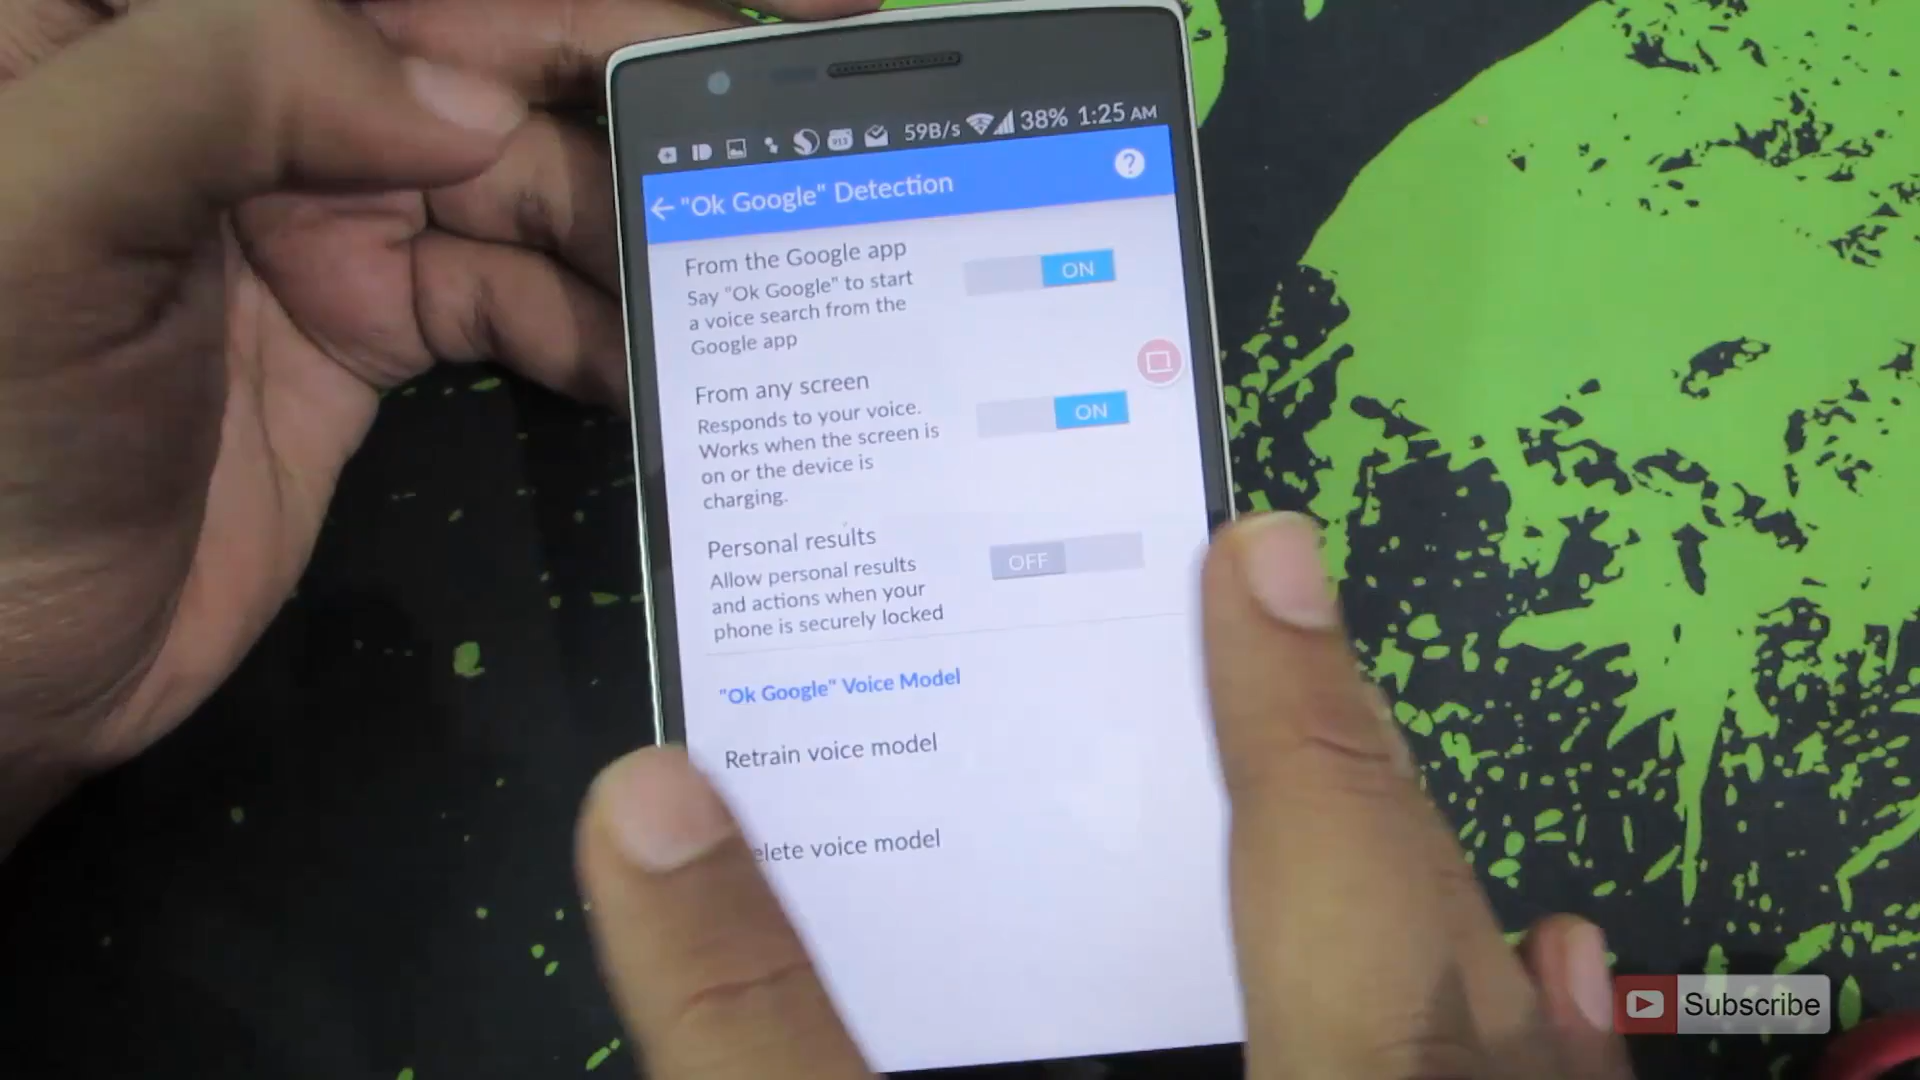 59B/s 38% 1:25 AM
"Ok Google" Detection
?
From the Google app
Say "Ok Google" to start
a voice search from the
Google app
ON
From any screen
Responds to your voice.
Works when the screen is
on or the device is
charging.
ON
Personal results
Allow personal results
and actions when your
phone is securely locked
OFF
"Ok Google" Voice Model
Retrain voice model
elete voice model
Subscribe